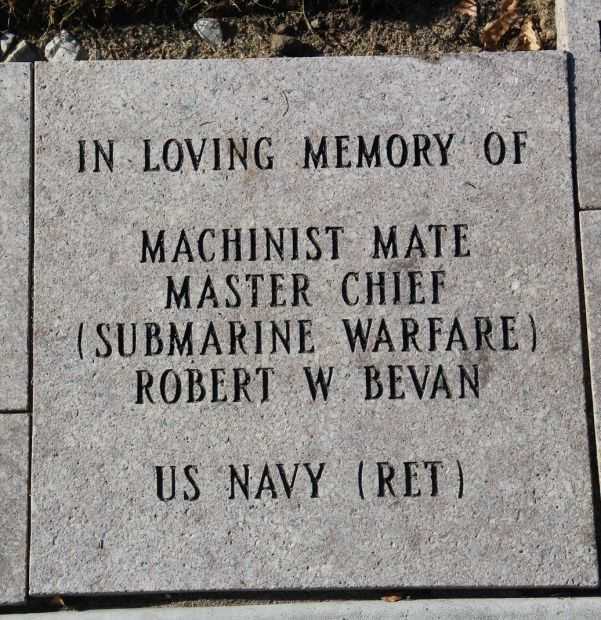 IN LOVING MEMORY OF
MACHINIST MATE
MASTER CHIEF
(SUBMARINE WARFARE)
ROBERT W BEVAN
US NAVY (RET)